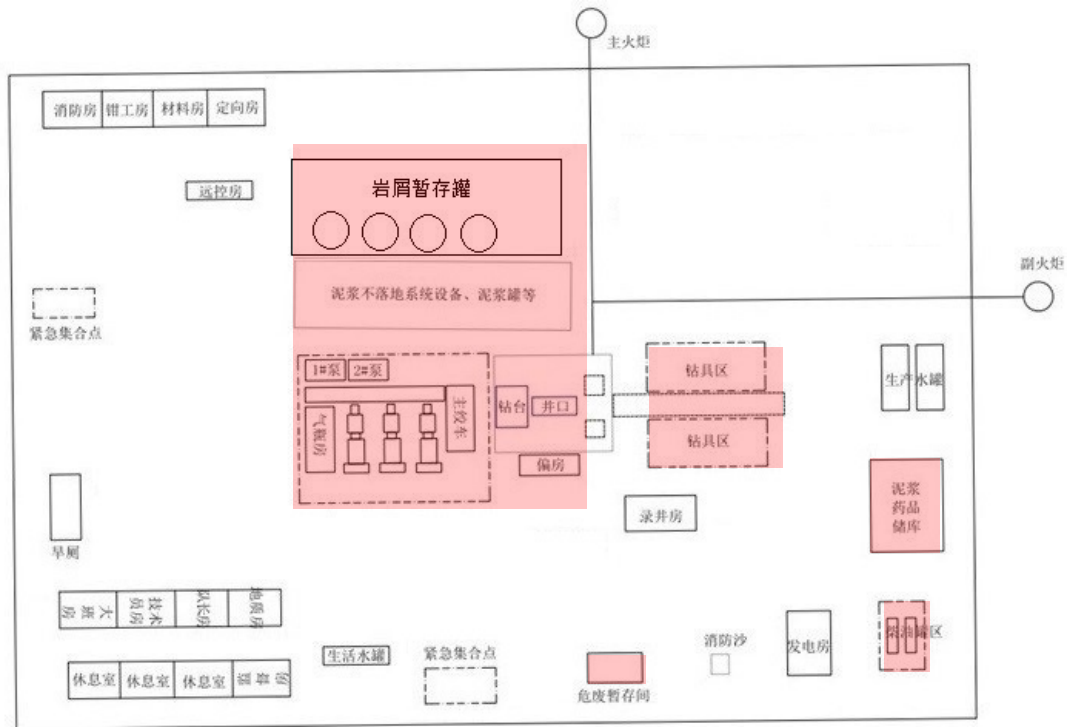 主火炬
消防房 钳工房 材料房 定向房
远控房
岩屑暂存罐
副火炬
泥浆不落地系统设备、泥浆罐等
紧急集合点
1#泵 2#泵
主绞车
气瓶房
钻台 井口
钻具区
生产水罐
钻具区
偏房
泥浆
药品
储库
录井房
旱厕
大班房
技术员房
队长房
地质房
消防沙
发电房
柴油罐区
生活水罐
紧急集合点
休息室 休息室 休息室
危废暂存间